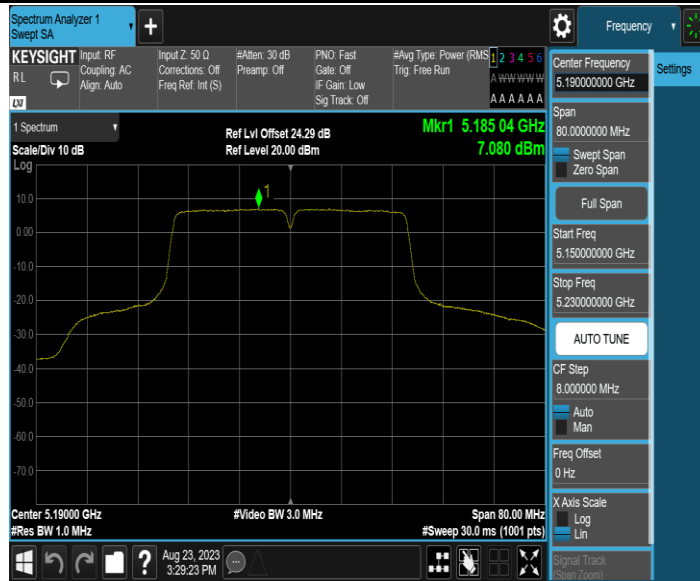 Spectrum Analyzer 1
Swept SA
+
Frequency
KEYSIGHT
RL
LXI
Input: RF
Coupling: AC
Align: Auto
Input Z: 50 Ω
Corrections: Off
Freq Ref: Int (S)
#Atten: 30 dB
Preamp: Off
PNO: Fast
Gate: Off
IF Gain: Low
Sig Track: Off
#Avg Type: Power (RMS
Trig: Free Run
1 2 3 4 5 6
A W W W W W
A A A A A A
Center Frequency
5.190000000 GHz
Settings
Span
80.0000000 MHz
Swept Span
Zero Span
Full Span
Start Freq
5.150000000 GHz
Stop Freq
5.230000000 GHz
AUTO TUNE
CF Step
8.000000 MHz
Auto
Man
Freq Offset
0 Hz
X Axis Scale
Log
Lin
Signal Track
(Span Zoom)
1 Spectrum
Scale/Div 10 dB
Log
Ref Lvl Offset 24.29 dB
Ref Level 20.00 dBm
Mkr1 5.185 04 GHz
7.080 dBm
1
10.0
0.00
-10.0
-20.0
-30.0
-40.0
-50.0
-60.0
-70.0
Center 5.19000 GHz
#Res BW 1.0 MHz
#Video BW 3.0 MHz
Span 80.00 MHz
#Sweep 30.0 ms (1001 pts)
?
Aug 23, 2023
3:29:23 PM